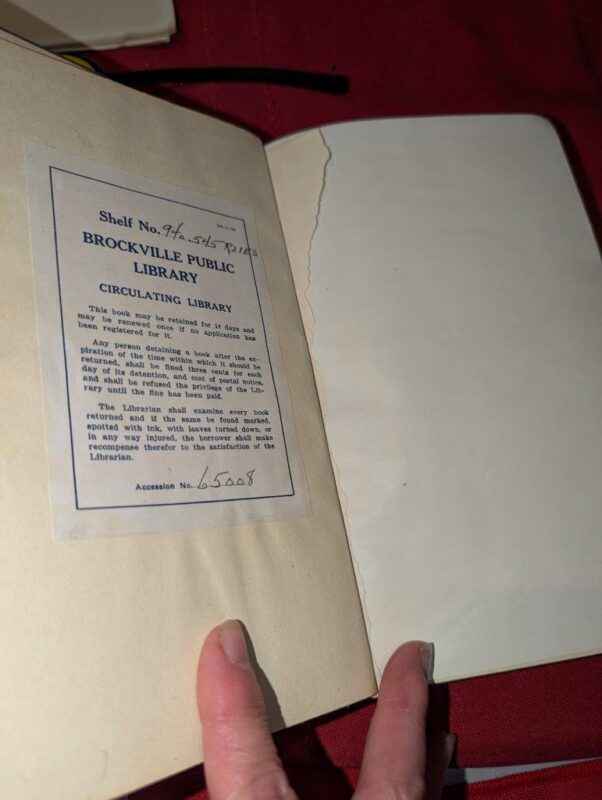 Shelf No. 940.545
BROCKVILLE PUBLIC
LIBRARY
CIRCULATING LIBRARY
This book may be retained for 14 days and
may be renewed once if no application has
been registered for it.
Any person detaining a book after the ex-
piration of the time within which it should be
returned, shall be fined three cents for each
day of its detention, and cost of postal notice,
and shall be refused the privilege of the Lib-
rary until the fine has been paid.
The Librarian shall examine every book
returned and if the same be found marked,
spotted with ink, with leaves turned down, or
in any way injured, the borrower shall make
recompense therefor to the satisfaction of the
Librarian.
Accession No. 65008